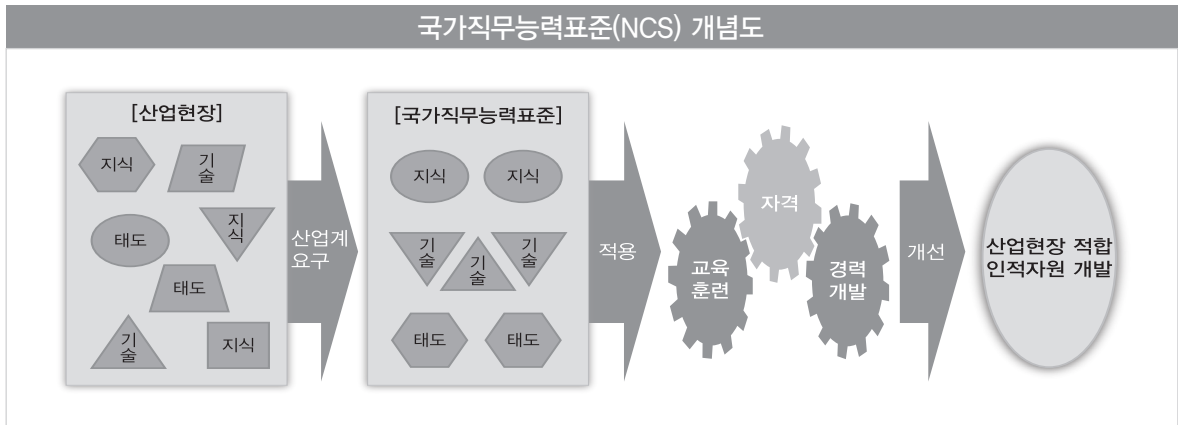 국가직무능력표준(NCS) 개념도
[산업현장]
지식
기
술
태도
지
식
태도
기
술
지식
산업계
요구
[국가직무능력표준]
지식
지식
기
술
기
술
기
술
태도
태도
적용
교육
훈련
자격
경력
개발
개선
산업현장 적합
인적자원 개발